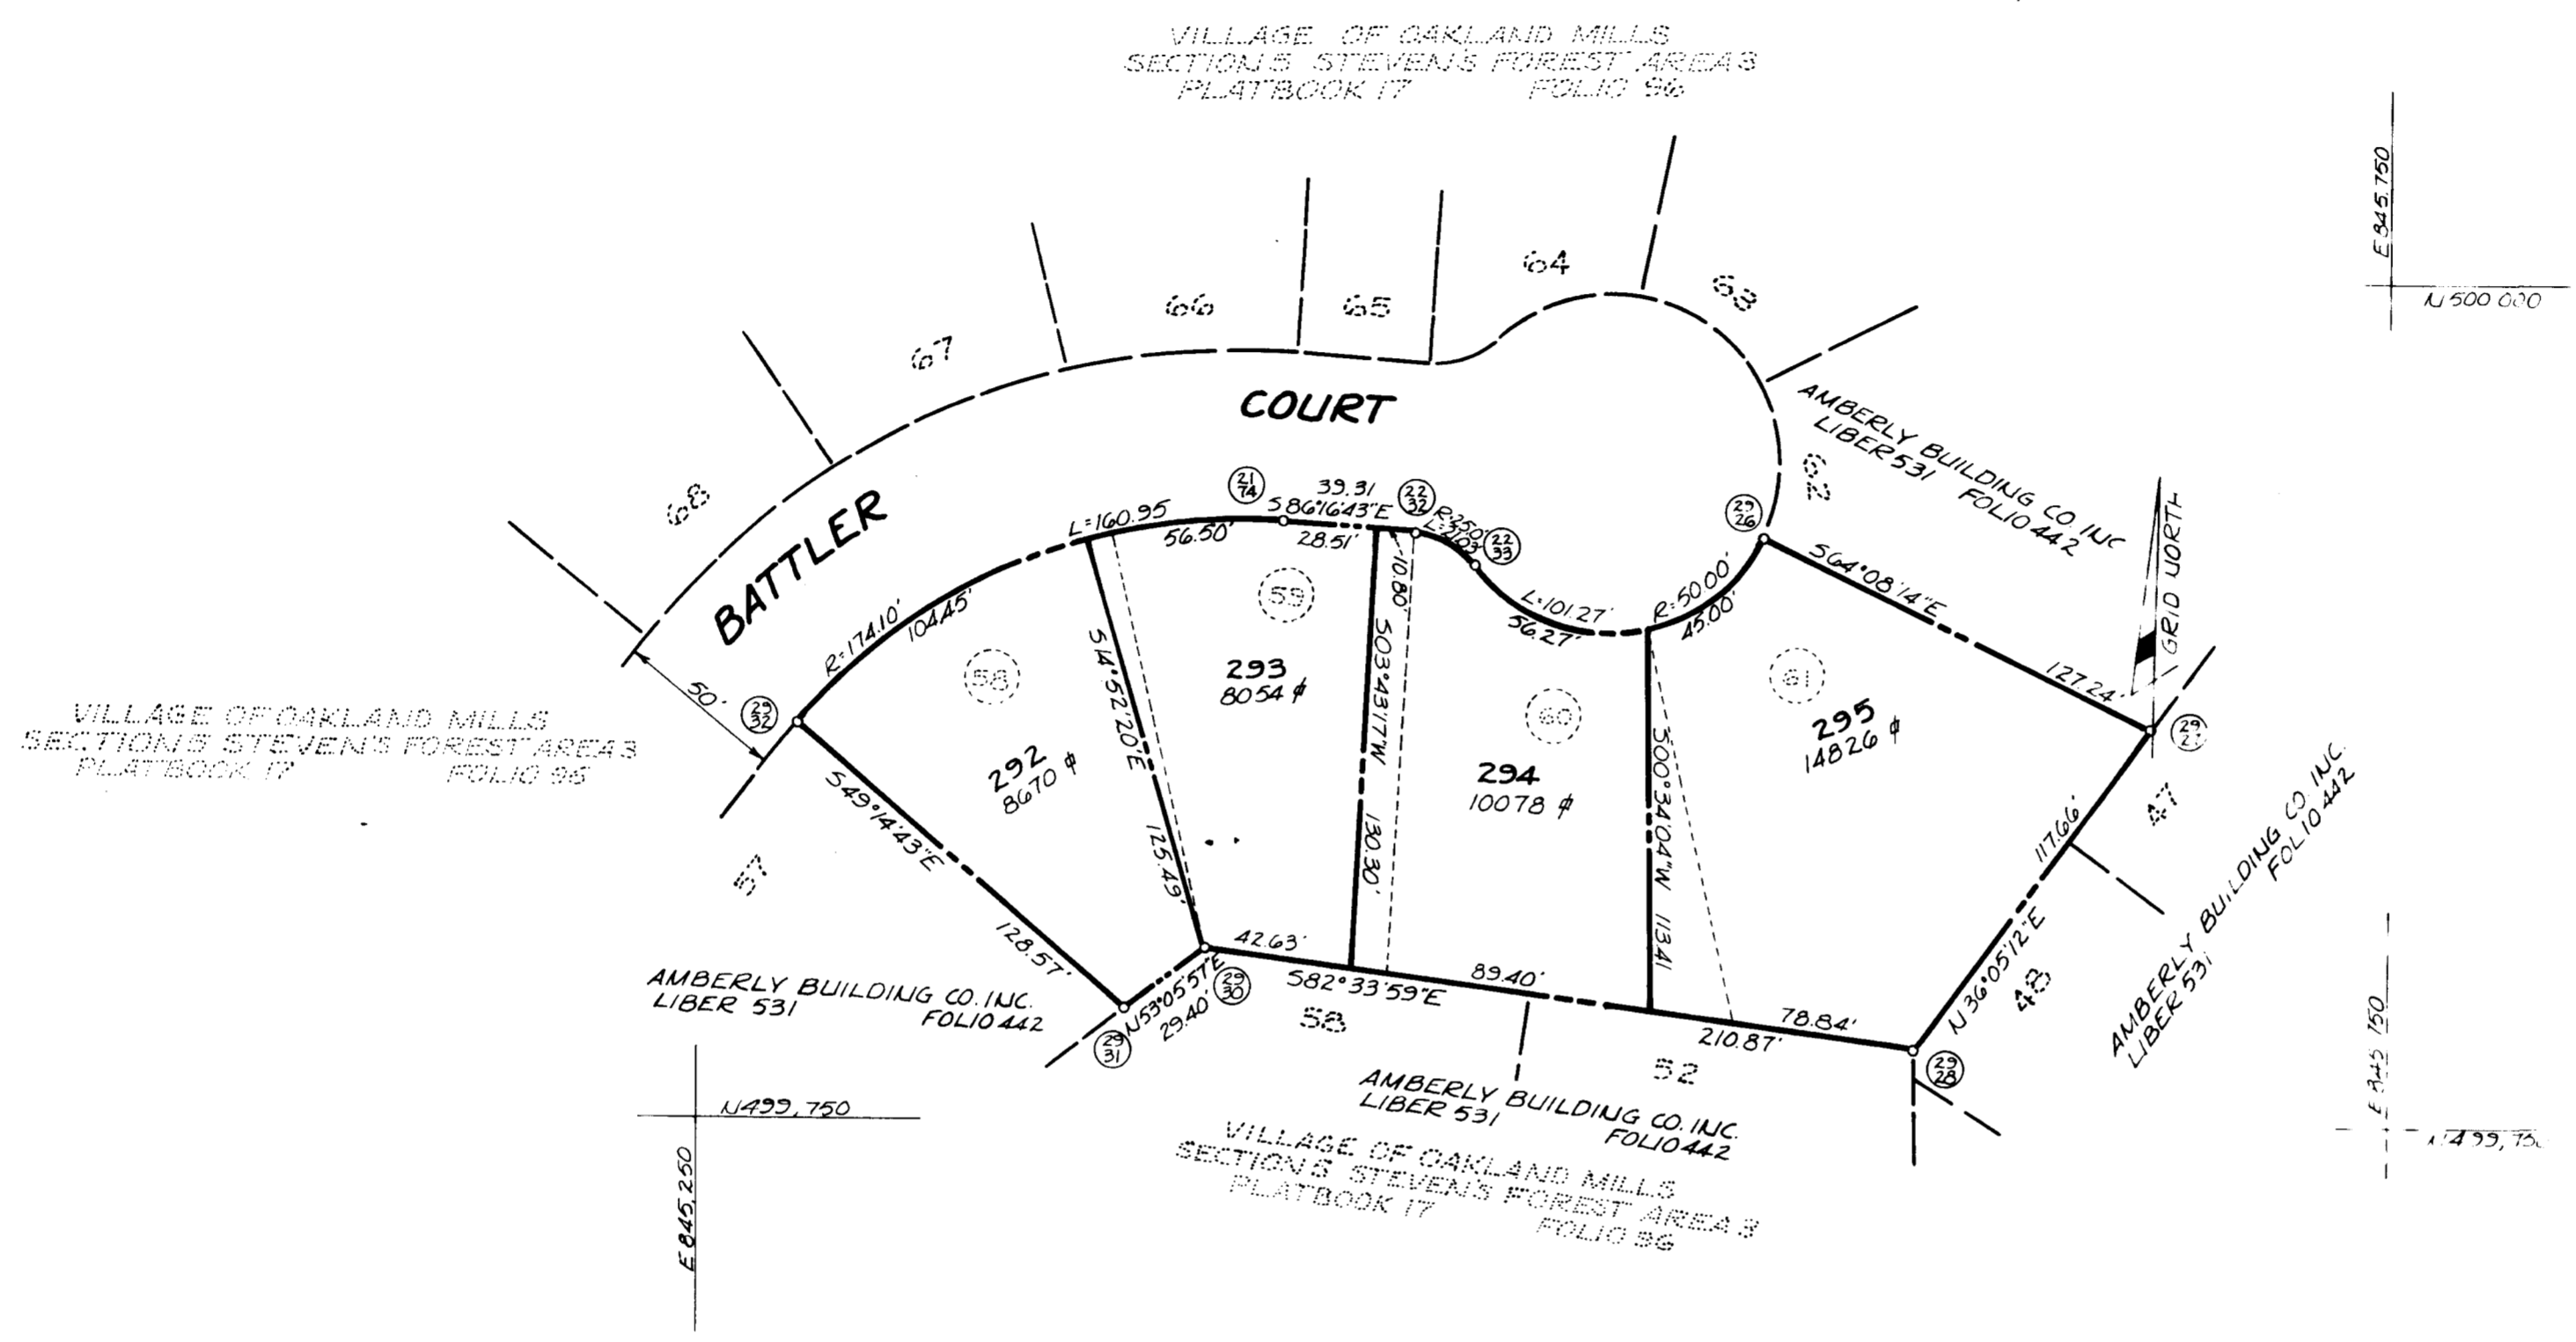 VILLAGE OF OAKLAND MILLS
SECTION 5 STEVEN'S FOREST AREA 3
PLATBOOK 17 FOLIO 96
E 845,750
N 500 000
64
63
66
65
67
68
COURT
BATTLER
AMBERLY BUILDING CO. INC
LIBER 531 FOLIO 442
62
GRID NORTH
21
74
39.31
S86°16'43"E
22
32
R=25.0
L=21.03
22
33
29
26
L=160.95
56.50'
28.51'
10.80'
R=174.10'
104.45'
L=101.27'
56.27'
R=50.00'
45.00'
S64°08'14"E
127.24'
50'
29
32
29
27
58
59
60
61
S14°52'20"E
125.49'
S03°43'17"W
130.30'
S00°34'04"W 113.41
292
8670 ⌽
293
8054 ⌽
294
10078 ⌽
295
14826 ⌽
VILLAGE OF OAKLAND MILLS
SECTION 5 STEVEN'S FOREST AREA 3
PLATBOOK 17 FOLIO 96
S49°14'43"E
128.57'
57
117.66'
N36°05'12"E
47
48
AMBERLY BUILDING CO. INC.
LIBER 531 FOLIO 442
AMBERLY BUILDING CO. INC.
LIBER 531 FOLIO 442
N53°05'57"E
29.40'
29
31
29
30
42.63'
S82°33'59"E
89.40'
78.84'
210.87'
58
52
29
28
AMBERLY BUILDING CO. INC.
LIBER 531 FOLIO 442
VILLAGE OF OAKLAND MILLS
SECTION 5 STEVEN'S FOREST AREA 3
PLATBOOK 17 FOLIO 96
N499,750
E 845,250
E 845 750
N499,750